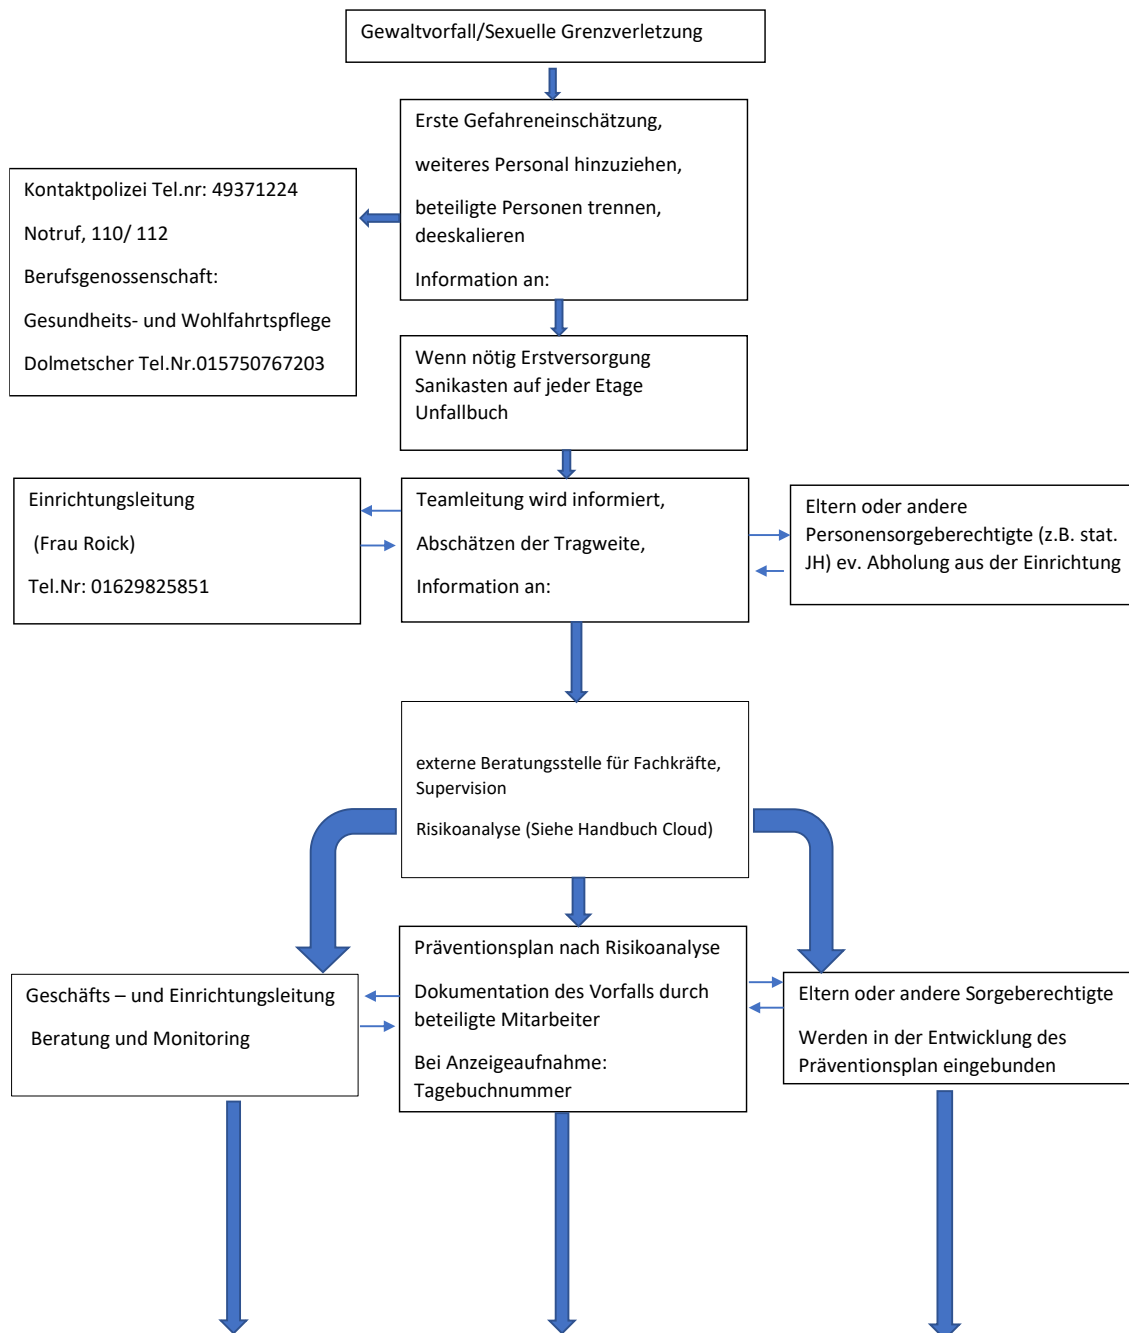 Gewaltvorfall/Sexuelle Grenzverletzung
Erste Gefahreneinschätzung,
weiteres Personal hinzuziehen,
beteiligte Personen trennen,
deeskalieren
Information an:
Kontaktpolizei Tel.nr: 49371224
Notruf, 110/ 112
Berufsgenossenschaft:
Gesundheits- und Wohlfahrtspflege
Dolmetscher Tel.Nr.015750767203
Wenn nötig Erstversorgung
Sanikasten auf jeder Etage
Unfallbuch
Einrichtungsleitung
(Frau Roick)
Tel.Nr: 01629825851
Teamleitung wird informiert,
Abschätzen der Tragweite,
Information an:
Eltern oder andere
Personensorgeberechtigte (z.B. stat.
JH) ev. Abholung aus der Einrichtung
externe Beratungsstelle für Fachkräfte,
Supervision
Risikoanalyse (Siehe Handbuch Cloud)
Geschäfts – und Einrichtungsleitung
Beratung und Monitoring
Präventionsplan nach Risikoanalyse
Dokumentation des Vorfalls durch
beteiligte Mitarbeiter
Bei Anzeigeaufnahme:
Tagebuchnummer
Eltern oder andere Sorgeberechtigte
Werden in der Entwicklung des
Präventionsplan eingebunden